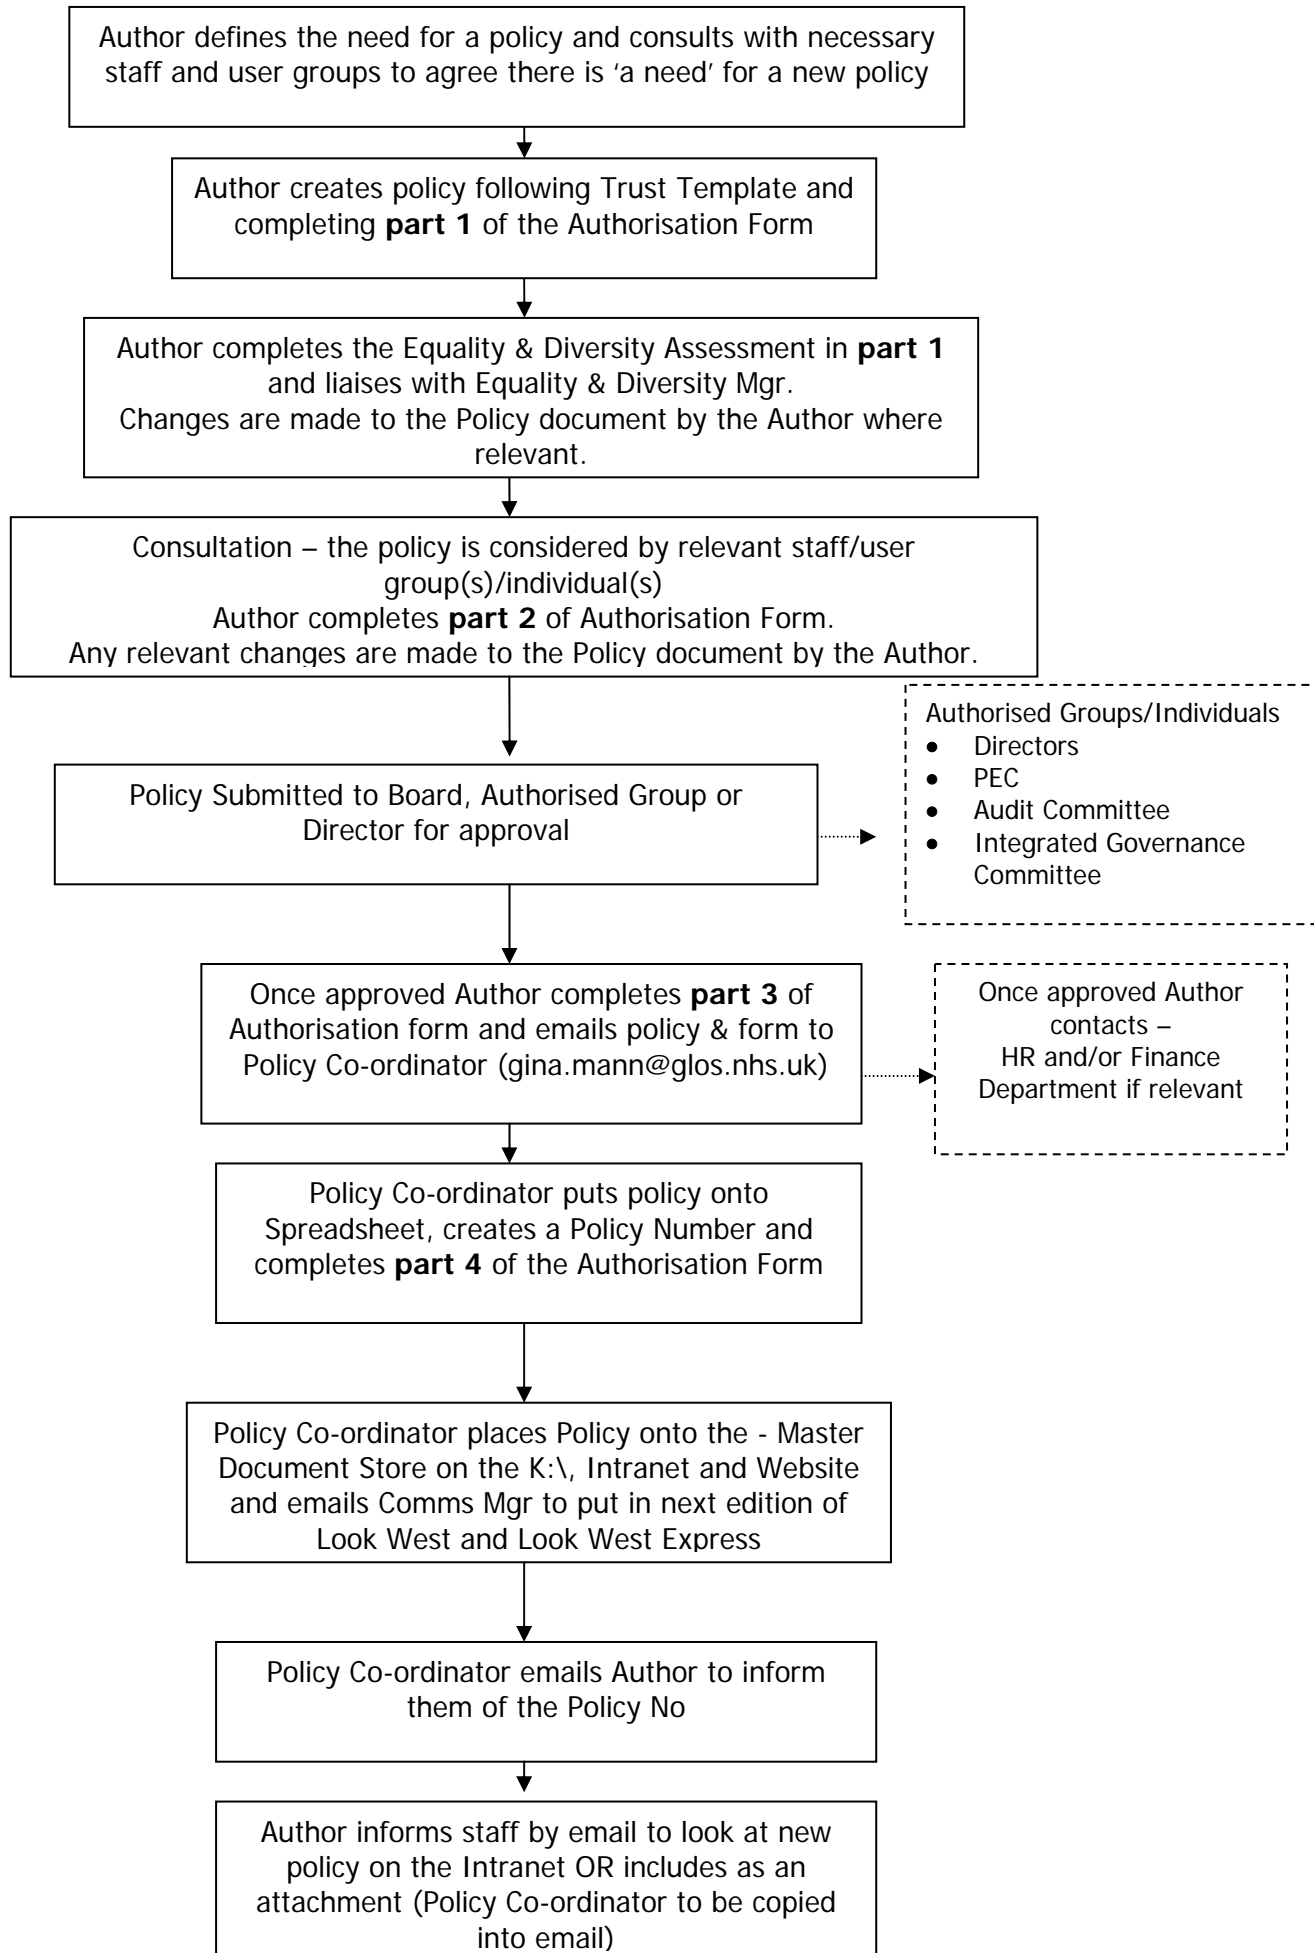 Author defines the need for a policy and consults with necessary
staff and user groups to agree there is ‘a need’ for a new policy
Author creates policy following Trust Template and
completing part 1 of the Authorisation Form
Author completes the Equality & Diversity Assessment in part 1
and liaises with Equality & Diversity Mgr.
Changes are made to the Policy document by the Author where
relevant.
Consultation – the policy is considered by relevant staff/user
group(s)/individual(s)
Author completes part 2 of Authorisation Form.
Any relevant changes are made to the Policy document by the Author.
Policy Submitted to Board, Authorised Group or
Director for approval
Authorised Groups/Individuals
• Directors
• PEC
• Audit Committee
• Integrated Governance
Committee
Once approved Author completes part 3 of
Authorisation form and emails policy & form to
Policy Co-ordinator (gina.mann@glos.nhs.uk)
Once approved Author
contacts –
HR and/or Finance
Department if relevant
Policy Co-ordinator puts policy onto
Spreadsheet, creates a Policy Number and
completes part 4 of the Authorisation Form
Policy Co-ordinator places Policy onto the - Master
Document Store on the K:\, Intranet and Website
and emails Comms Mgr to put in next edition of
Look West and Look West Express
Policy Co-ordinator emails Author to inform
them of the Policy No
Author informs staff by email to look at new
policy on the Intranet OR includes as an
attachment (Policy Co-ordinator to be copied
into email)